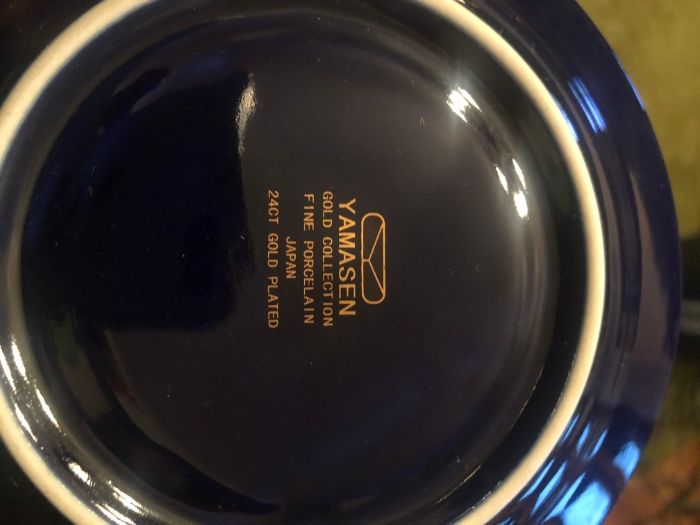 YAMASEN
GOLD COLLECTION
FINE PORCELAIN
JAPAN
24CT GOLD PLATED